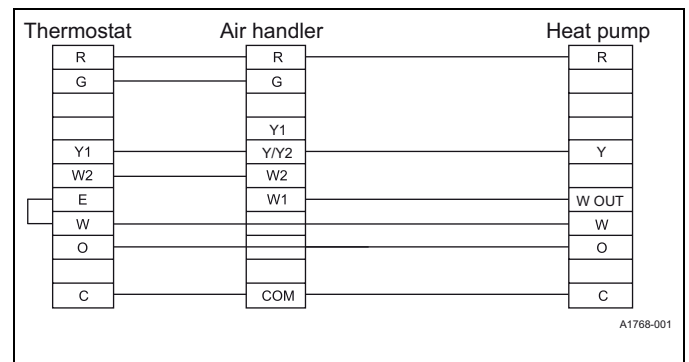 Thermostat Air handler Heat pump
R R R
G G
Y1
Y1 Y/Y2 Y
W2 W2
E W1 W OUT
W W
O O
C COM C
A1768-001